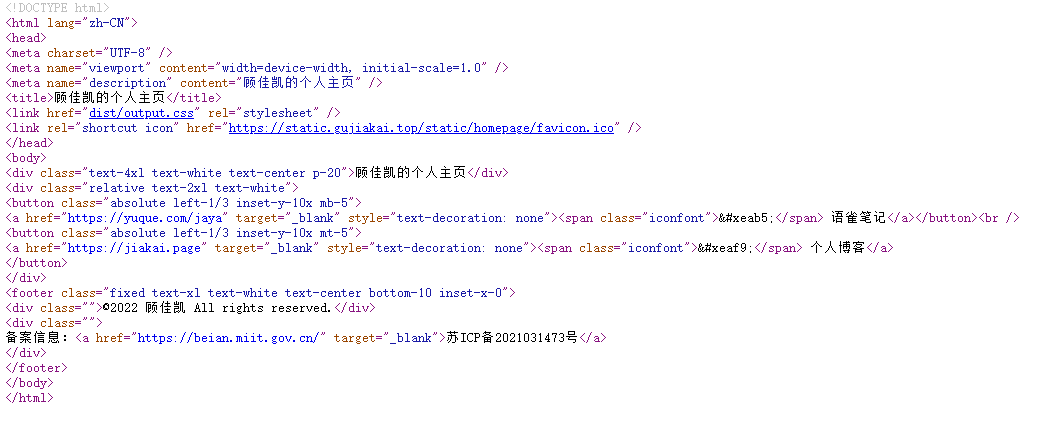 <!DOCTYPE html>
<html lang="zh-CN">
<head>
<meta charset="UTF-8" />
<meta name="viewport" content="width=device-width, initial-scale=1.0" />
<meta name="description" content="顾佳凯的个人主页" />
<title>顾佳凯的个人主页</title>
<link href="dist/output.css" rel="stylesheet" />
<link rel="shortcut icon" href="https://static.gujiakai.top/static/homepage/favicon.ico" />
</head>
<body>
<div class="text-4xl text-white text-center p-20">顾佳凯的个人主页</div>
<div class="relative text-2xl text-white">
<button class="absolute left-1/3 inset-y-10x mb-5">
<a href="https://yuque.com/jaya" target="_blank" style="text-decoration: none"><span class="iconfont">&#xeab5;</span> 语雀笔记</a></button><br />
<button class="absolute left-1/3 inset-y-10x mt-5">
<a href="https://jiakai.page" target="_blank" style="text-decoration: none"><span class="iconfont">&#xeaf9;</span> 个人博客</a>
</button>
</div>
<footer class="fixed text-xl text-white text-center bottom-10 inset-x-0">
<div class="">©2022 顾佳凯 All rights reserved.</div>
<div class="">
备案信息：<a href="https://beian.miit.gov.cn/" target="_blank">苏ICP备2021031473号</a>
</div>
</footer>
</body>
</html>